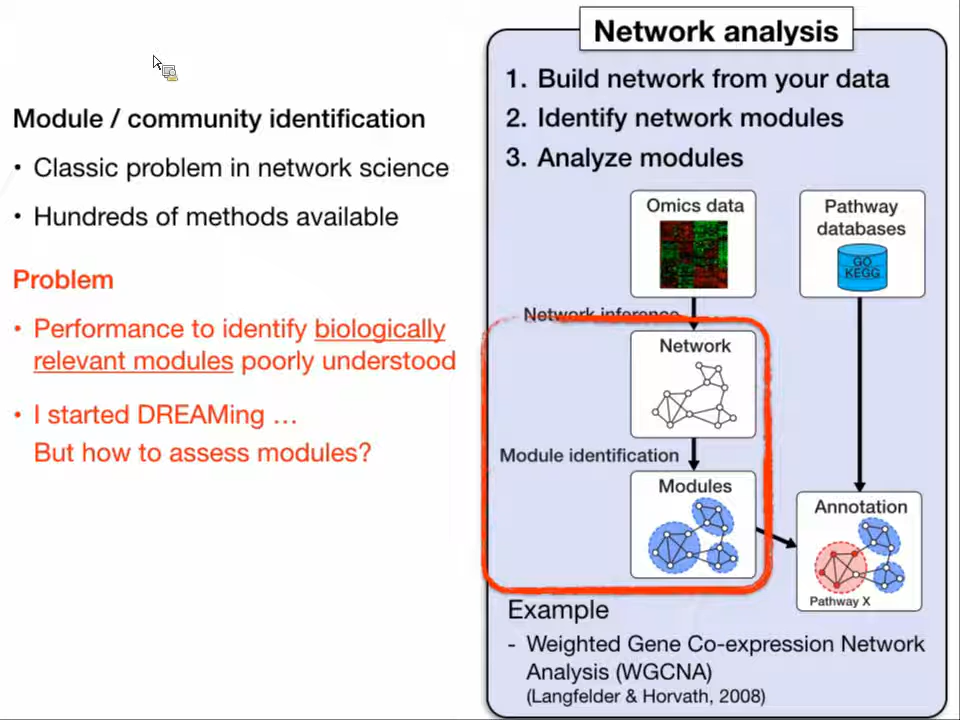 Module / community identification
• Classic problem in network science
• Hundreds of methods available
Problem
• Performance to identify biologically
relevant modules poorly understood
• I started DREAMing …
But how to assess modules?
Network analysis
1. Build network from your data
2. Identify network modules
3. Analyze modules
Omics data
Pathway
databases
GO
KEGG
Network inference
Network
Module identification
Modules
Annotation
Pathway X
Example
- Weighted Gene Co-expression Network
Analysis (WGCNA)
(Langfelder & Horvath, 2008)